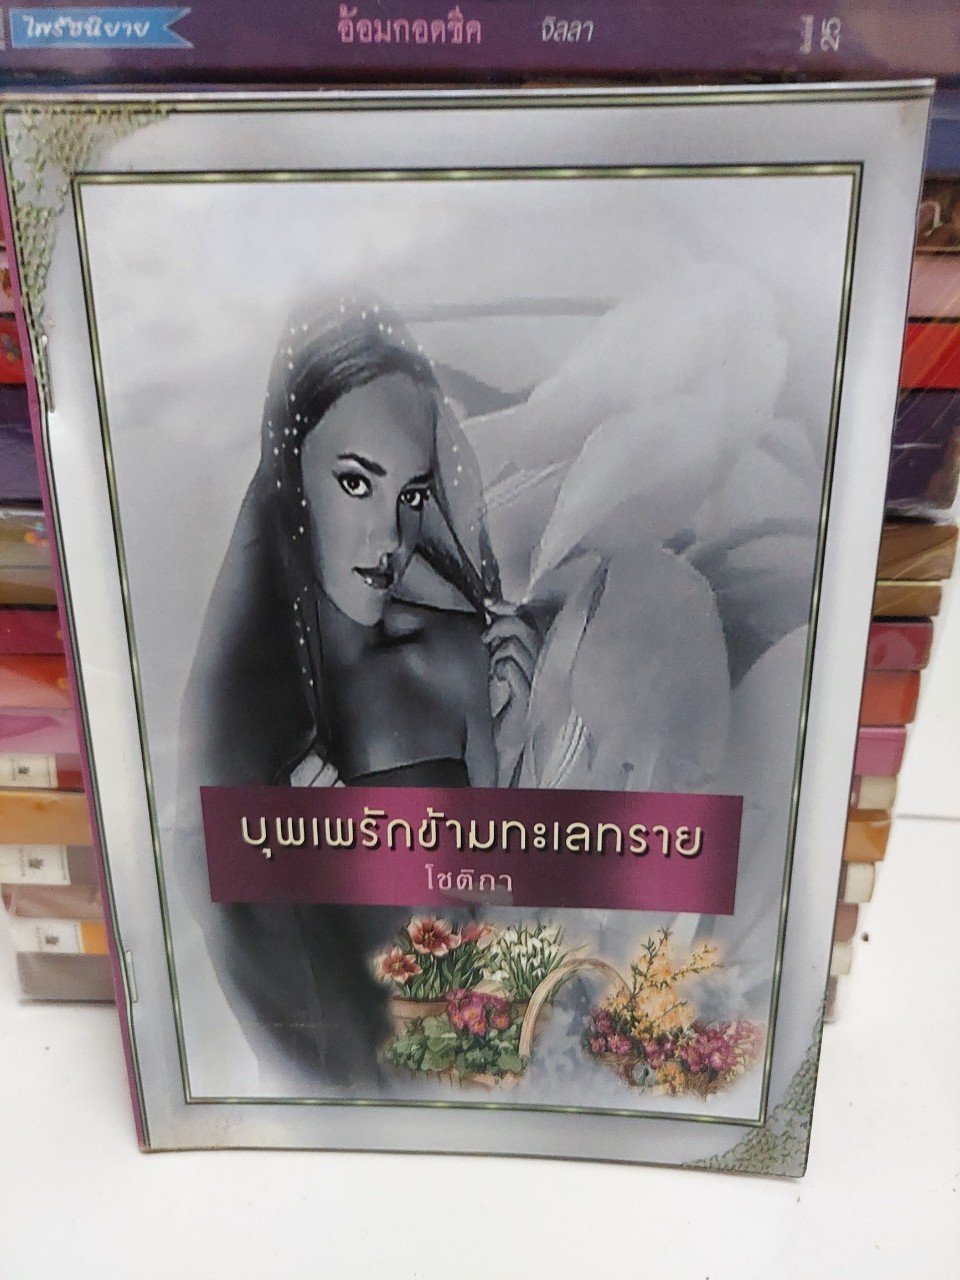 ไพรัชนิยาย อ้อมกอดชีค จิลลา
25
บุพเพรักข้ามทะเลทราย
โชติกา